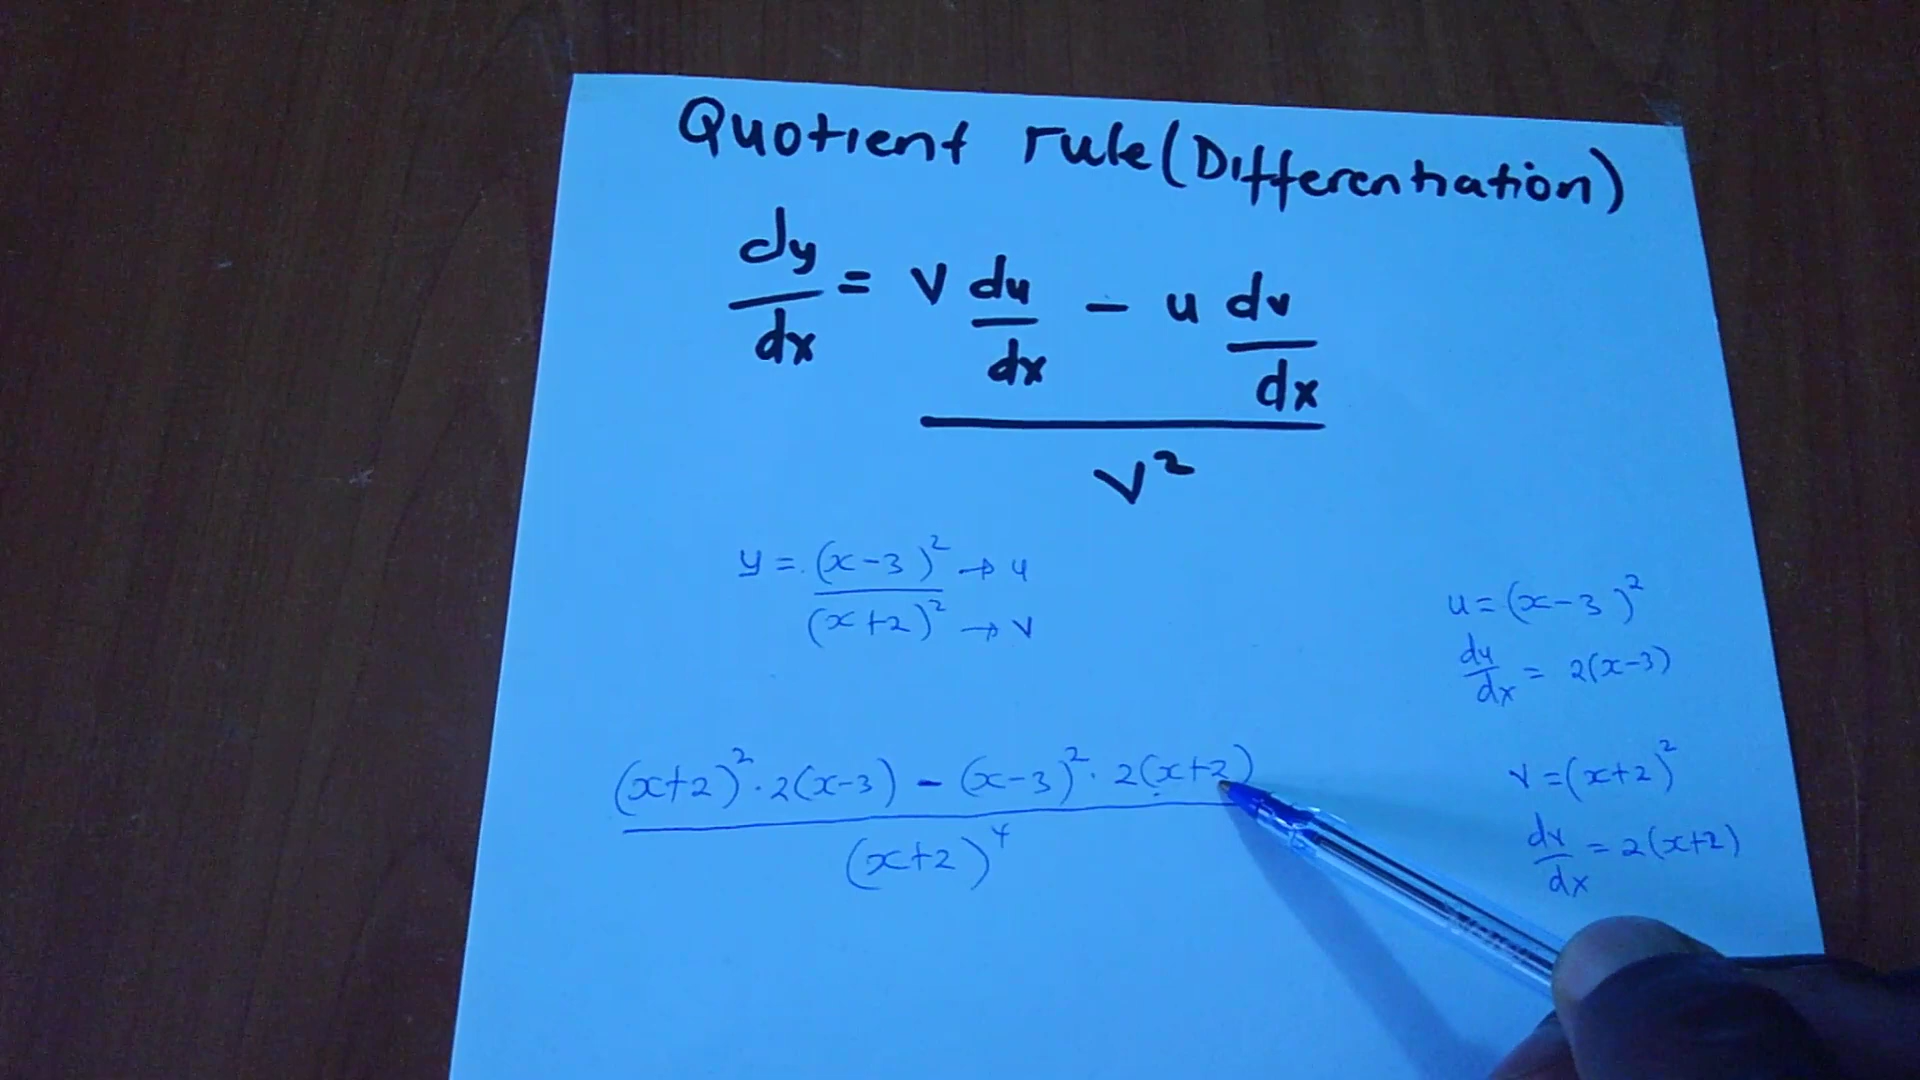 Quotient rule (Differentiation)
dy/dx = (v du/dx - u dv/dx) / v²
y = (x-3)² → u
(x+2)² → v
u = (x-3)²
du/dx = 2(x-3)
v = (x+2)²
dv/dx = 2(x+2)
(x+2)² · 2(x-3) - (x-3)² · 2(x+2)
(x+2)⁴